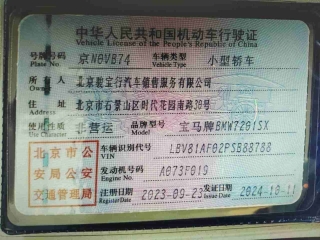 中华人民共和国机动车行驶证
Vehicle License of the People's Republic of China
号牌号码 Plate No. 京N0VB74 车辆类型 Vehicle Type 小型轿车
所有人 Owner 北京骏宝行汽车销售服务有限公司
住址 Address 北京市石景山区时代花园南路30号
使用性质 Use Character 非营运 品牌型号 Model 宝马牌BMW7201SX
北京市公安局公安交通管理局
车辆识别代号 VIN LBV81AF02PSB88788
发动机号码 Engine No. A073F019
注册日期 Register Date 2023-09-23 发证日期 Issue Date 2024-10-11